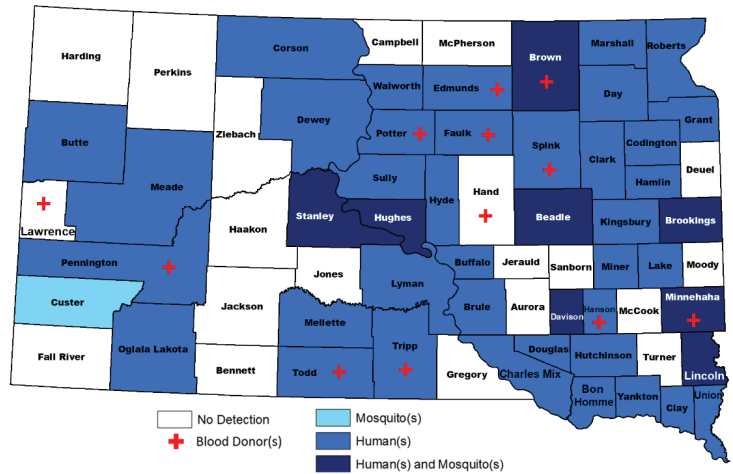 Harding
Perkins
Corson
Campbell
McPherson
Brown
Marshall
Roberts
Walworth
Edmunds
Day
Dewey
Ziebach
Butte
Potter
Faulk
Spink
Grant
Codington
Clark
Deuel
Meade
Sully
Hyde
Hand
Hamlin
Stanley
Hughes
Beadle
Kingsbury
Brookings
Lawrence
Haakon
Pennington
Buffalo
Jerauld
Sanborn
Miner
Lake
Moody
Jones
Lyman
Custer
Jackson
Brule
Aurora
Davison
Hanson
McCook
Minnehaha
Mellette
Oglala Lakota
Fall River
Bennett
Todd
Tripp
Gregory
Douglas
Charles Mix
Hutchinson
Turner
Lincoln
Bon
Homme
Yankton
Clay
Union
No Detection
Blood Donor(s)
Mosquito(s)
Human(s)
Human(s) and Mosquito(s)